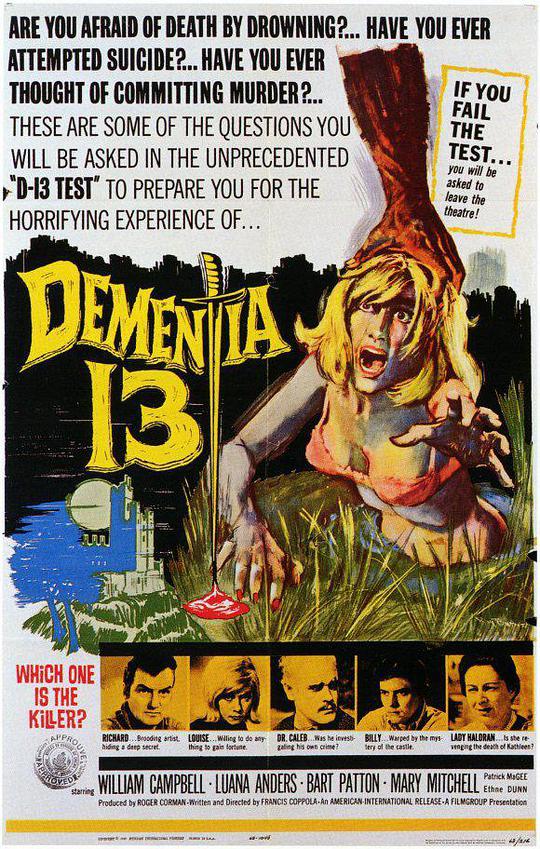 ARE YOU AFRAID OF DEATH BY DROWNING?... HAVE YOU EVER
ATTEMPTED SUICIDE?... HAVE YOU EVER
THOUGHT OF COMMITTING MURDER?...
THESE ARE SOME OF THE QUESTIONS YOU
WILL BE ASKED IN THE UNPRECEDENTED
"D-13 TEST" TO PREPARE YOU FOR THE
HORRIFYING EXPERIENCE OF...
IF YOU
FAIL
THE
TEST...
you will be
asked to
leave the
theatre!
DEMENTIA
13
WHICH ONE
IS THE
KILLER?
RICHARD...Brooding artist,
hiding a deep secret.
LOUISE...Willing to do any-
thing to gain fortune.
DR. CALEB...Was he investi-
gating his own crime?
BILLY...Warped by the mys-
tery of the castle.
LADY HALORAN...Is she re-
venging the death of Kathleen?
APPROVED
starring WILLIAM CAMPBELL · LUANA ANDERS · BART PATTON · MARY MITCHELL Patrick MaGEE
Ethne DUNN
Produced by ROGER CORMAN · Written and Directed by FRANCIS COPPOLA · An AMERICAN-INTERNATIONAL RELEASE · A FILMGROUP Presentation
63/216